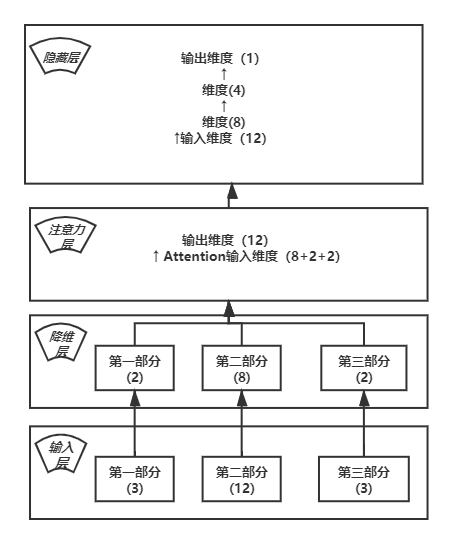 隐藏层
输出维度（1）
↑
维度(4)
↑
维度(8)
↑输入维度（12）
注意力
层
输出维度（12）
↑ Attention输入维度（8+2+2）
降维
层
第一部分
(2)
第二部分
(8)
第三部分
(2)
输入
层
第一部分
(3)
第二部分
(12)
第三部分
(3)